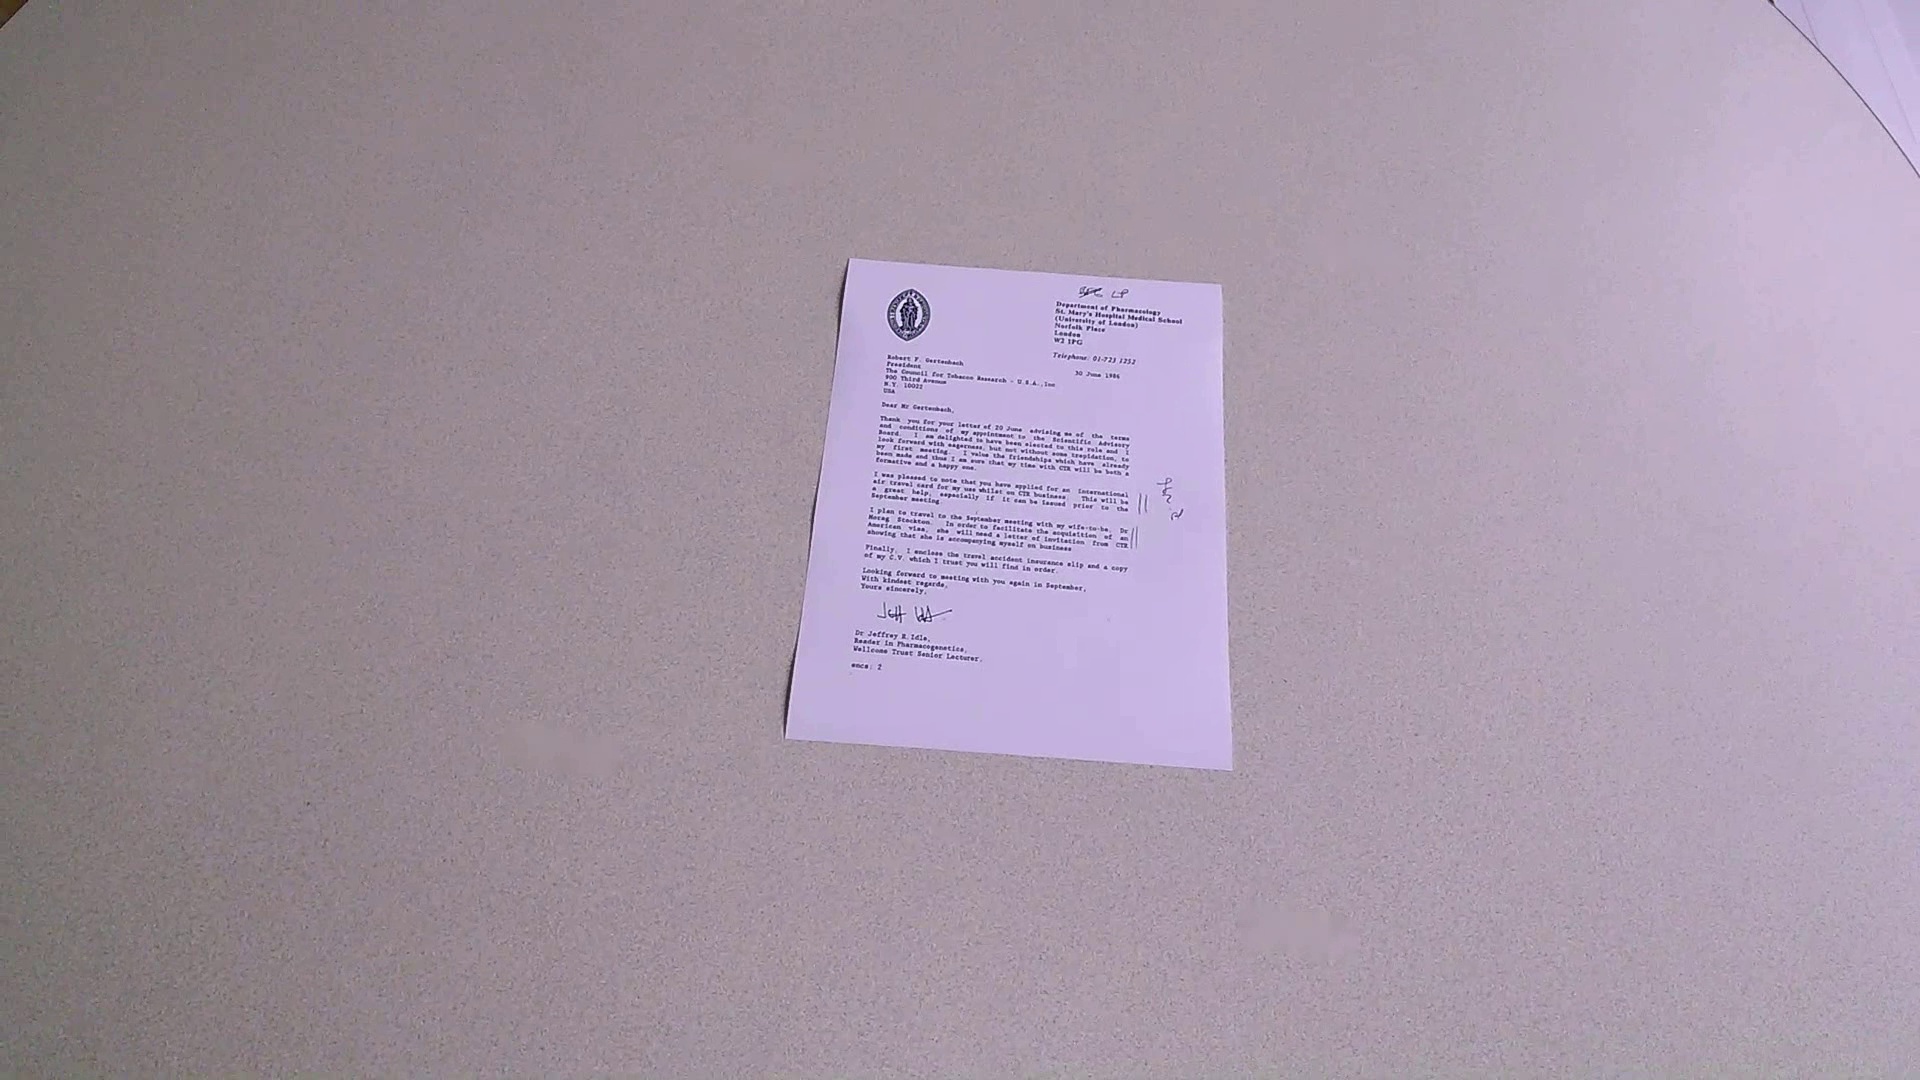 LP
Department of Pharmacology
St. Mary's Hospital Medical School
(University of London)
Norfolk Place
London
W2 1PG
Telephone: 01-723 1252
30 June 1986
Robert F. Gertenbach
President
The Council for Tobacco Research - U.S.A.,Inc
900 Third Avenue
N.Y. 10022
USA
Dear Mr Gertenbach,
Thank you for your letter of 20 June advising me of the terms
and conditions of my appointment to the Scientific Advisory
Board. I am delighted to have been elected to this role and I
look forward with eagerness, but not without some trepidation, to
my first meeting. I value the friendships which have already
been made and thus I am sure that my time with CTR will be both a
formative and a happy one.
I was pleased to note that you have applied for an international
air travel card for my use whilst on CTR business. This will be
a great help, especially if it can be issued prior to the
September meeting.
I plan to travel to the September meeting with my wife-to-be, Dr
Morag Stockton. In order to facilitate the acquisition of an
American visa, she will need a letter of invitation from CTR
showing that she is accompanying myself on business
Finally, I enclose the travel accident insurance slip and a copy
of my C.V. which I trust you will find in order.
Looking forward to meeting with you again in September,
With kindest regards,
Yours sincerely,
Jeff
Dr Jeffrey R. Idle,
Reader in Pharmacogenetics,
Wellcome Trust Senior Lecturer.
encs: 2